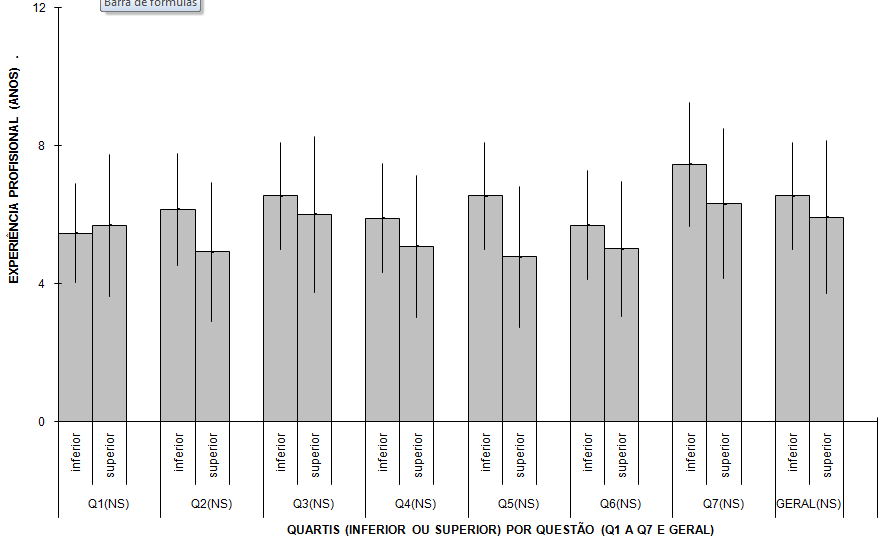 Barra de fórmulas
12
8
4
0
EXPERIÊNCIA PROFISIONAL (ANOS) .
inferior
superior
inferior
superior
inferior
superior
inferior
superior
inferior
superior
inferior
superior
inferior
superior
inferior
superior
Q1(NS)
Q2(NS)
Q3(NS)
Q4(NS)
Q5(NS)
Q6(NS)
Q7(NS)
GERAL(NS)
QUARTIS (INFERIOR OU SUPERIOR) POR QUESTÃO (Q1 A Q7 E GERAL)